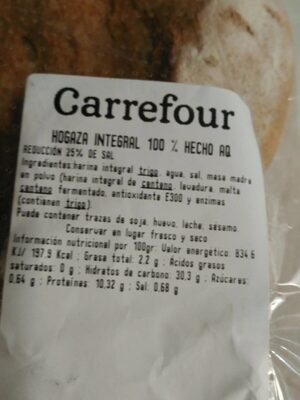 Carrefour
HOGAZA INTEGRAL 100 % HECHO AQ
REDUCCIÓN 25% DE SAL
Ingredientes:harina integral trigo, agua, sal, masa madre
en polvo (harina integral de centeno, levadura, malta
centeno fermentado, antioxidante E300 y enzimas
(contienen trigo).
Puede contener trazas de soja, huevo, leche, sésamo.
Conservar en lugar fresco y seco
Información nutricional por 100gr: Valor energético: 834.6
KJ/ 197.9 Kcal ; Grasa total: 2,2 g ; Ácidos grasos
saturados: 0 g ; Hidratos de carbono: 30,3 g ; Azúcares:
0,64 g ; Proteínas: 10,32 g ; Sal: 0,68 g